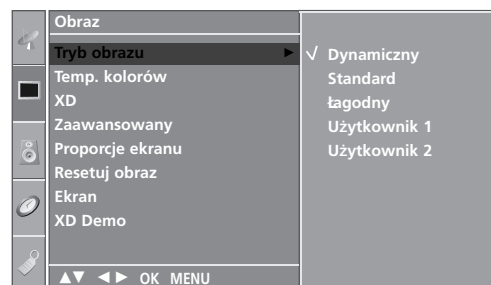 Obraz
Tryb obrazu ►
Temp. kolorów
XD
Zaawansowany
Proporcje ekranu
Resetuj obraz
Ekran
XD Demo
▲▼ ◄► OK MENU
√ Dynamiczny
Standard
Łagodny
Użytkownik 1
Użytkownik 2